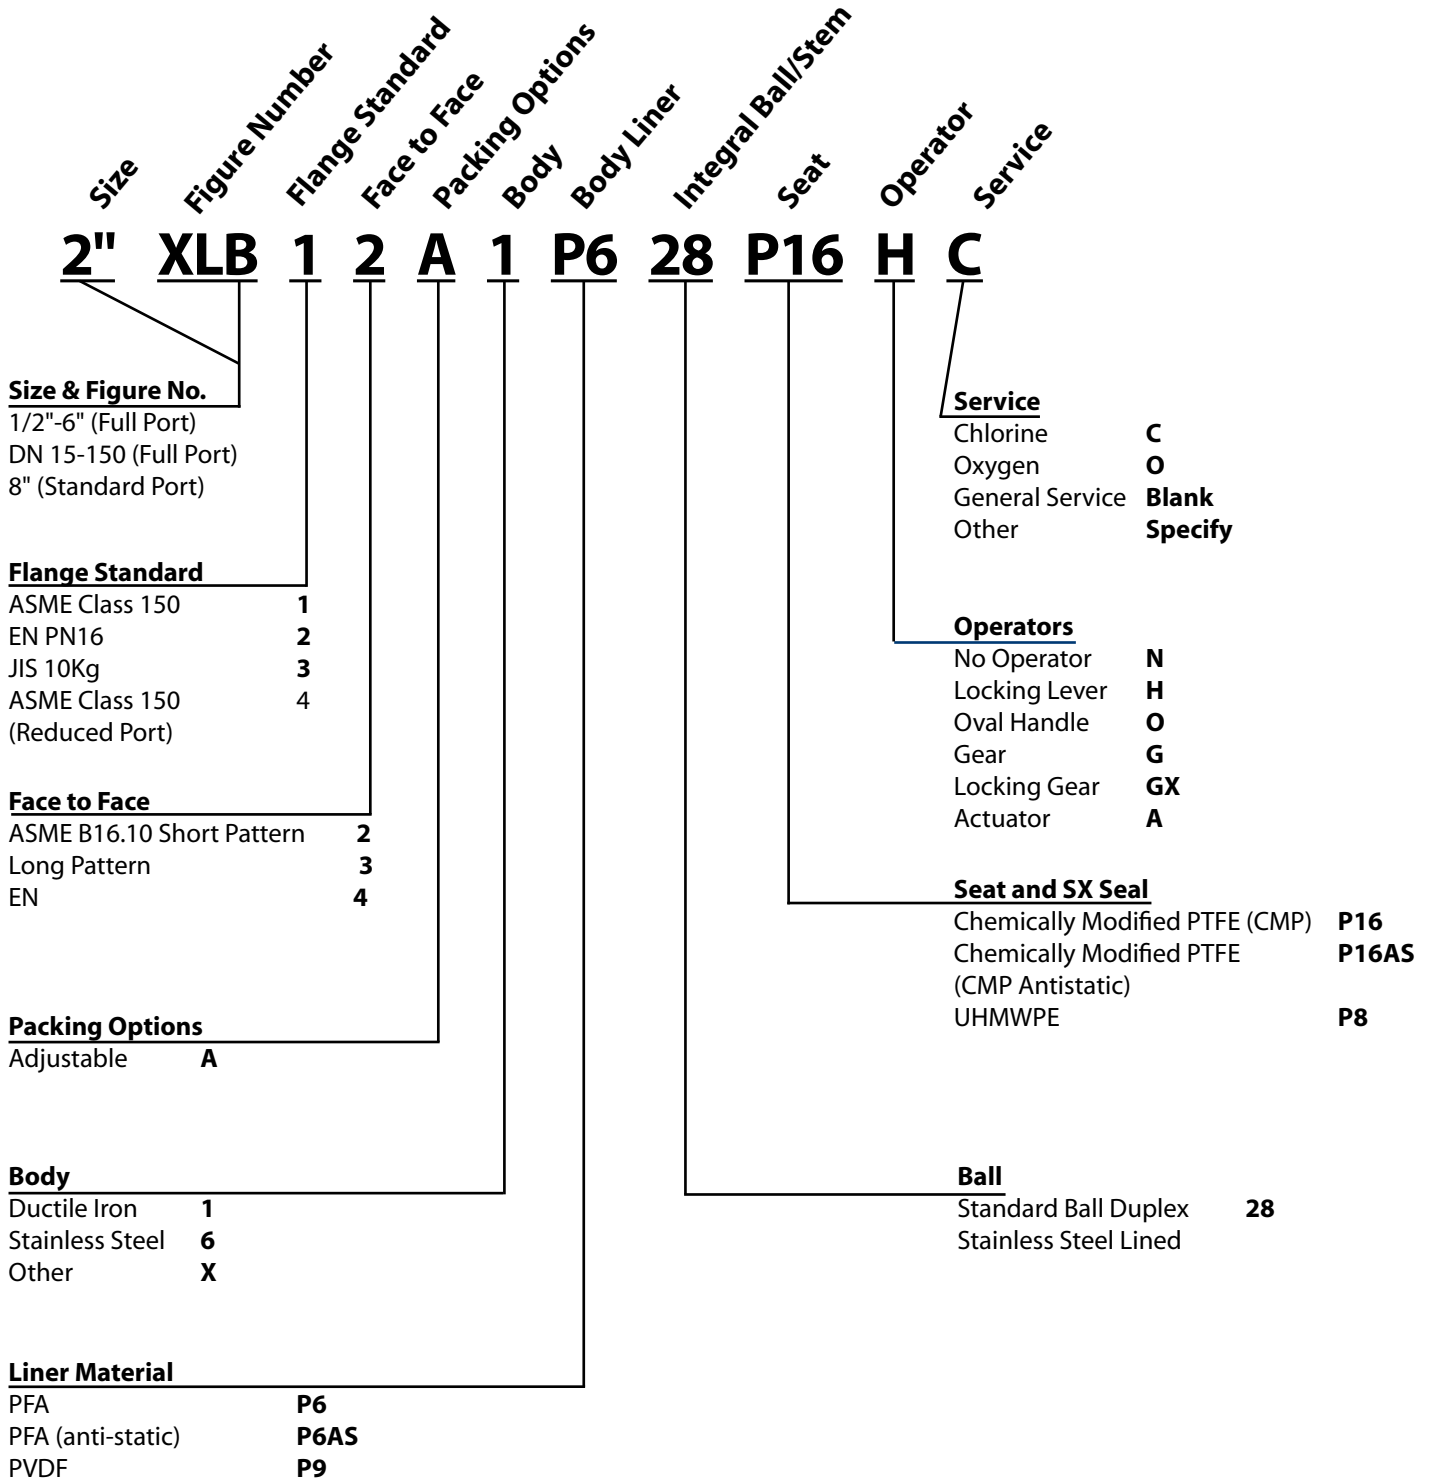 Size
Figure Number
Flange Standard
Face to Face
Packing Options
Body
Body Liner
Integral Ball/Stem
Seat
Operator
Service
2" XLB 1 2 A 1 P6 28 P16 H C
Size & Figure No.
1/2"-6" (Full Port)
DN 15-150 (Full Port)
8" (Standard Port)
Flange Standard
ASME Class 150 1
EN PN16 2
JIS 10Kg 3
ASME Class 150 4
(Reduced Port)
Face to Face
ASME B16.10 Short Pattern 2
Long Pattern 3
EN 4
Packing Options
Adjustable A
Body
Ductile Iron 1
Stainless Steel 6
Other X
Liner Material
PFA P6
PFA (anti-static) P6AS
PVDF P9
Service
Chlorine C
Oxygen O
General Service Blank
Other Specify
Operators
No Operator N
Locking Lever H
Oval Handle O
Gear G
Locking Gear GX
Actuator A
Seat and SX Seal
Chemically Modified PTFE (CMP) P16
Chemically Modified PTFE P16AS
(CMP Antistatic)
UHMWPE P8
Ball
Standard Ball Duplex 28
Stainless Steel Lined